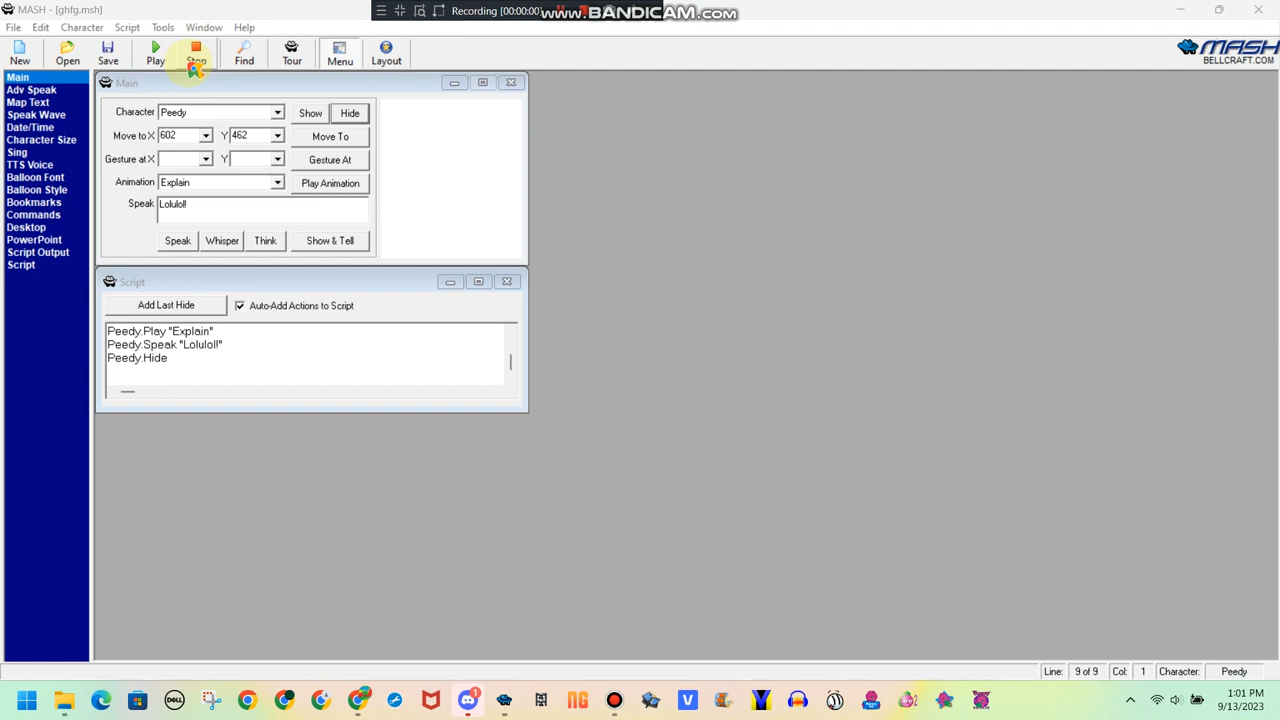 MASH - [ghfg.msh]
Recording [00:00:00]
www.BANDICAM.com
File Edit Character Script Tools Window Help
New Open Save Play Stop Find Tour Menu Layout
MASH
BELLCRAFT.COM
Main
Adv Speak
Map Text
Speak Wave
Date/Time
Character Size
Sing
TTS Voice
Balloon Font
Balloon Style
Bookmarks
Commands
Desktop
PowerPoint
Script Output
Script
Main
Character Peedy Show Hide
Move to X 602 Y 462 Move To
Gesture at X Y Gesture At
Animation Explain Play Animation
Speak Lolulol!
Speak Whisper Think Show & Tell
Script
Add Last Hide Auto-Add Actions to Script
Peedy.Play "Explain"
Peedy.Speak "Lolulol!"
Peedy.Hide
Line: 9 of 9 Col: 1 Character: Peedy
DELL NG V
1:01 PM
9/13/2023